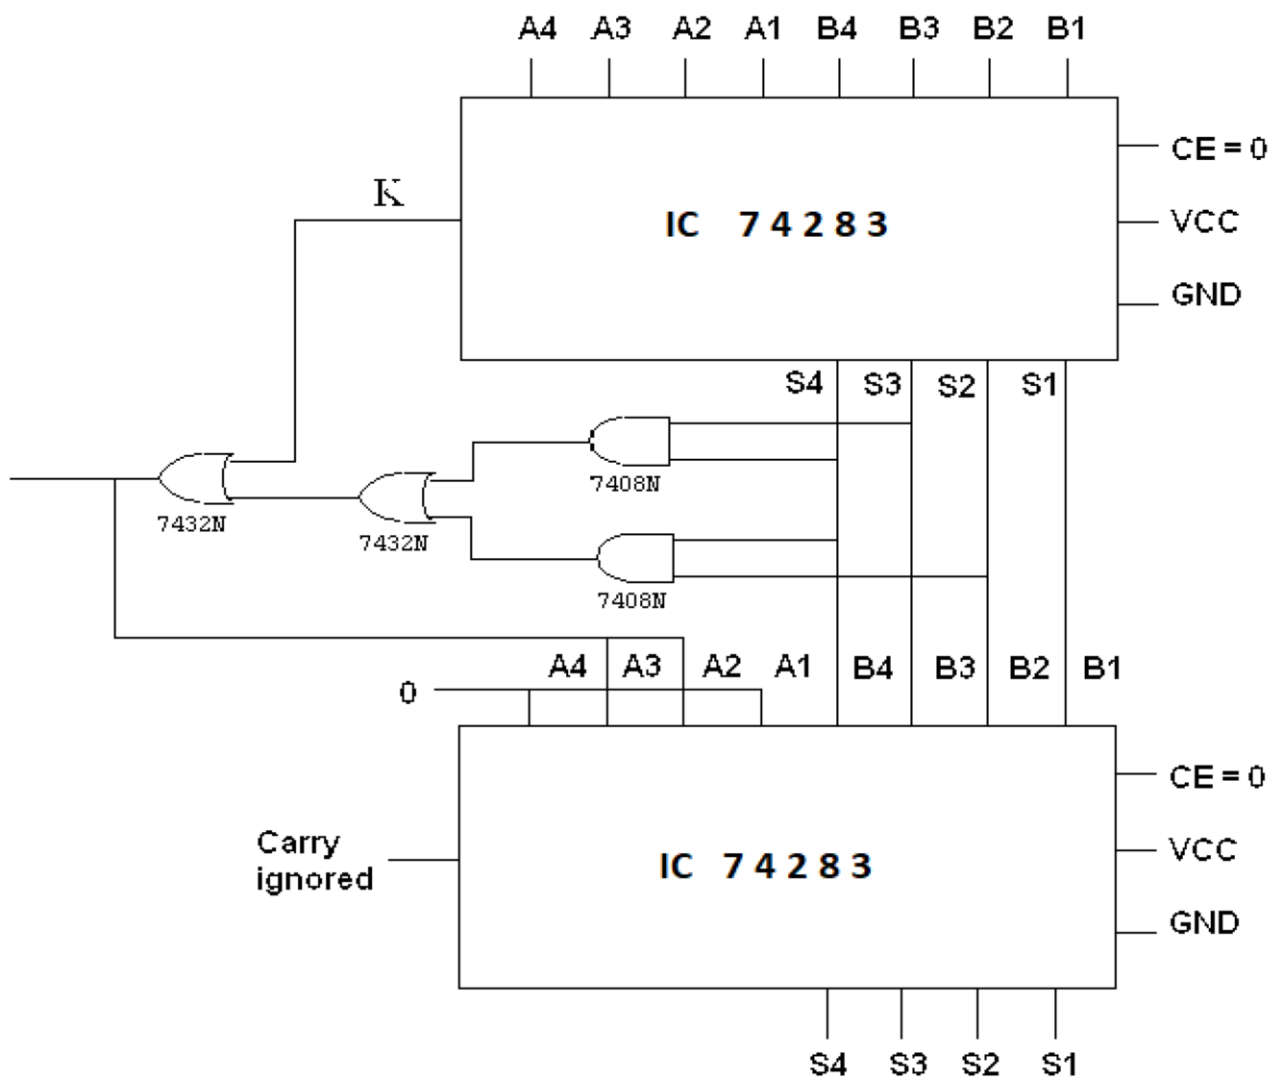 A4 A3 A2 A1 B4 B3 B2 B1
CE = 0
K
IC 7 4 2 8 3
VCC
GND
S4 S3 S2 S1
7408N
7432N
7432N
7408N
A4 A3 A2 A1 B4 B3 B2 B1
0
CE = 0
Carry
ignored
IC 7 4 2 8 3
VCC
GND
S4 S3 S2 S1